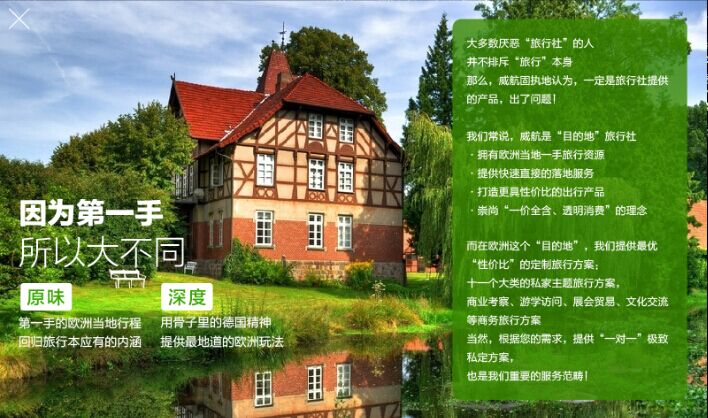 因为第一手
所以大不同
原味
第一手的欧洲当地行程
回归旅行本应有的内涵
深度
用骨子里的德国精神
提供最地道的欧洲玩法
大多数厌恶“旅行社”的人
并不排斥“旅行”本身
那么，威航固执地认为，一定是旅行社提供
的产品，出了问题！
我们常说，威航是“目的地”旅行社
·拥有欧洲当地一手旅行资源
·提供快速直接的落地服务
·打造更具性价比的出行产品
·崇尚“一价全含、透明消费”的理念
而在欧洲这个“目的地”，我们提供最优
“性价比”的定制旅行方案；
十一个大类的私家主题旅行方案，
商业考察、游学访问、展会贸易、文化交流
等商务旅行方案
当然，根据您的需求，提供“一对一”极致
私定方案，
也是我们重要的服务范畴！